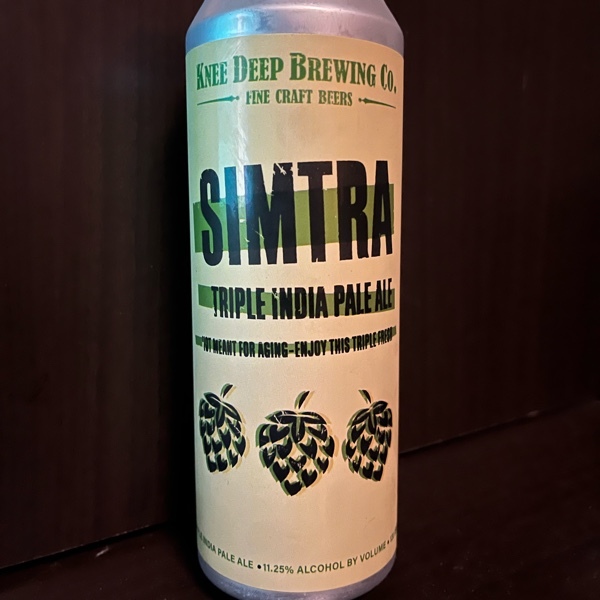 KNEE DEEP BREWING CO.
FINE CRAFT BEERS
SIMTRA
TRIPLE INDIA PALE ALE
MEANT FOR AGING-ENJOY THIS TRIPLE FRESH
INDIA PALE ALE • 11.25% ALCOHOL BY VOLUME •